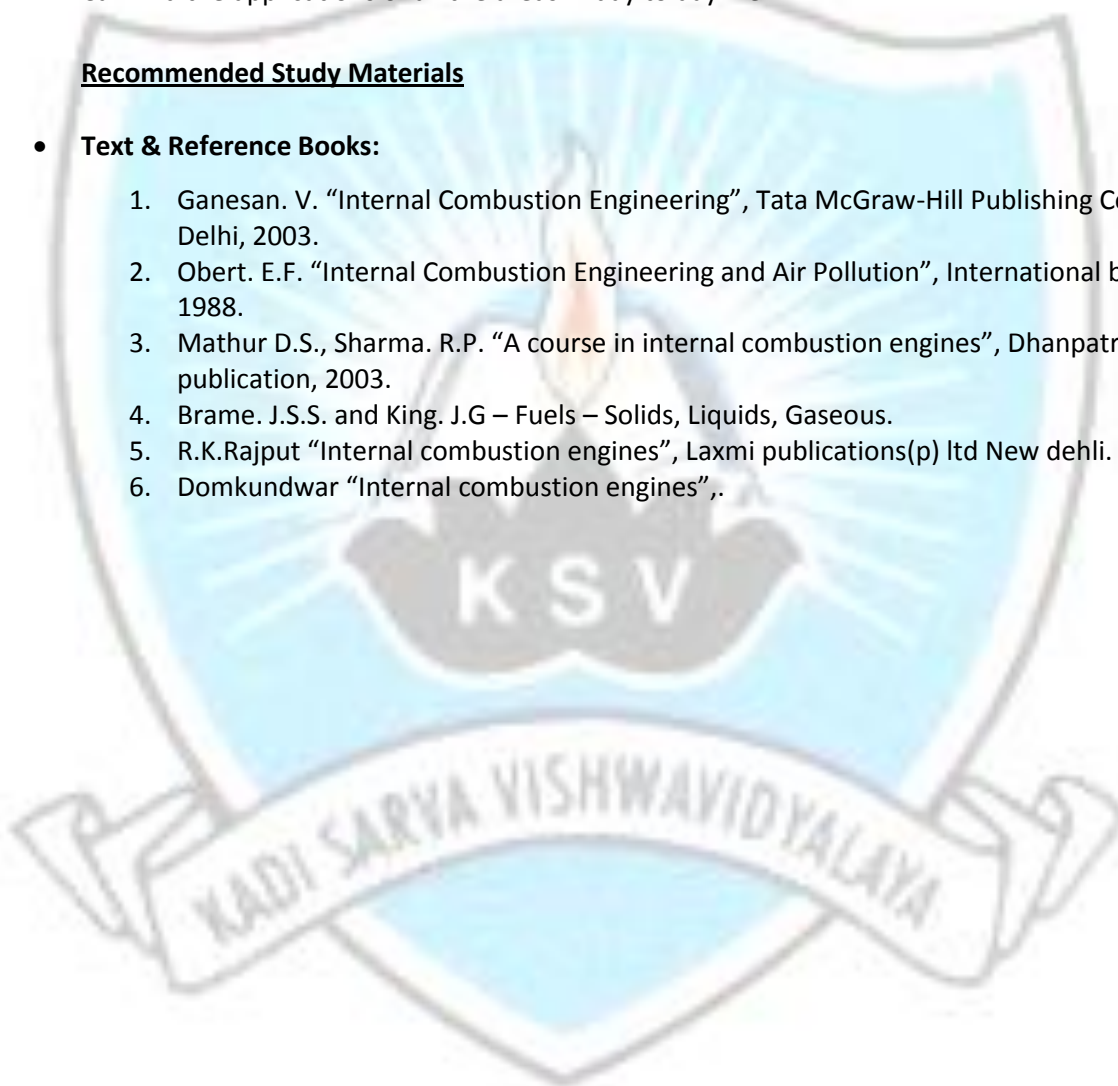 Recommended Study Materials
• Text & Reference Books:
1. Ganesan. V. “Internal Combustion Engineering”, Tata McGraw-Hill Publishing
Delhi, 2003.
2. Obert. E.F. “Internal Combustion Engineering and Air Pollution”, International
1988.
3. Mathur D.S., Sharma. R.P. “A course in internal combustion engines”, Dhanpatr
publication, 2003.
4. Brame. J.S.S. and King. J.G – Fuels – Solids, Liquids, Gaseous.
5. R.K.Rajput “Internal combustion engines”, Laxmi publications(p) ltd New dehli.
6. Domkundwar “Internal combustion engines”,.
K S V
KADI SARVA VISHWAVIDYALAYA